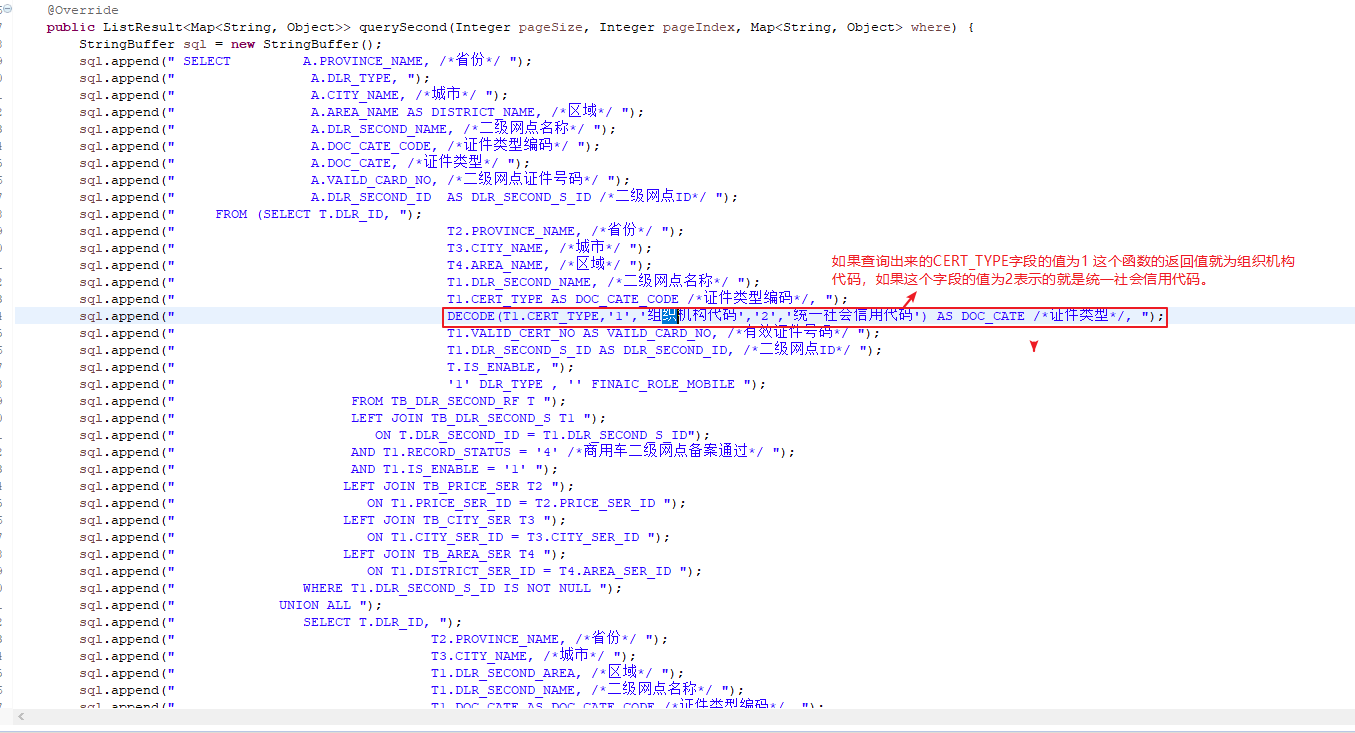 @Override
public ListResult<Map<String, Object>> querySecond(Integer pageSize, Integer pageIndex, Map<String, Object> where) {
StringBuffer sql = new StringBuffer();
sql.append(" SELECT A.PROVINCE_NAME, /*省份*/ ");
sql.append(" A.DLR_TYPE, ");
sql.append(" A.CITY_NAME, /*城市*/ ");
sql.append(" A.AREA_NAME AS DISTRICT_NAME, /*区域*/ ");
sql.append(" A.DLR_SECOND_NAME, /*二级网点名称*/ ");
sql.append(" A.DOC_CATE_CODE, /*证件类型编码*/ ");
sql.append(" A.DOC_CATE, /*证件类型*/ ");
sql.append(" A.VAILD_CARD_NO, /*二级网点证件号码*/ ");
sql.append(" A.DLR_SECOND_ID AS DLR_SECOND_S_ID /*二级网点ID*/ ");
sql.append(" FROM (SELECT T.DLR_ID, ");
sql.append(" T2.PROVINCE_NAME, /*省份*/ ");
sql.append(" T3.CITY_NAME, /*城市*/ ");
sql.append(" T4.AREA_NAME, /*区域*/ ");
如果查询出来的CERT_TYPE字段的值为1 这个函数的返回值就为组织机构
代码，如果这个字段的值为2表示的就是统一社会信用代码。
sql.append(" T1.DLR_SECOND_NAME, /*二级网点名称*/ ");
sql.append(" T1.CERT_TYPE AS DOC_CATE_CODE /*证件类型编码*/, ");
sql.append(" DECODE(T1.CERT_TYPE,'1','组织机构代码','2','统一社会信用代码') AS DOC_CATE /*证件类型*/, ");
sql.append(" T1.VALID_CERT_NO AS VAILD_CARD_NO, /*有效证件号码*/ ");
sql.append(" T1.DLR_SECOND_S_ID AS DLR_SECOND_ID, /*二级网点ID*/ ");
sql.append(" T.IS_ENABLE, ");
sql.append(" '1' DLR_TYPE , '' FINAIC_ROLE_MOBILE ");
sql.append(" FROM TB_DLR_SECOND_RF T ");
sql.append(" LEFT JOIN TB_DLR_SECOND_S T1 ");
sql.append(" ON T.DLR_SECOND_ID = T1.DLR_SECOND_S_ID");
sql.append(" AND T1.RECORD_STATUS = '4' /*商用车二级网点备案通过*/ ");
sql.append(" AND T1.IS_ENABLE = '1' ");
sql.append(" LEFT JOIN TB_PRICE_SER T2 ");
sql.append(" ON T1.PRICE_SER_ID = T2.PRICE_SER_ID ");
sql.append(" LEFT JOIN TB_CITY_SER T3 ");
sql.append(" ON T1.CITY_SER_ID = T3.CITY_SER_ID ");
sql.append(" LEFT JOIN TB_AREA_SER T4 ");
sql.append(" ON T1.DISTRICT_SER_ID = T4.AREA_SER_ID ");
sql.append(" WHERE T1.DLR_SECOND_S_ID IS NOT NULL ");
sql.append(" UNION ALL ");
sql.append(" SELECT T.DLR_ID, ");
sql.append(" T2.PROVINCE_NAME, /*省份*/ ");
sql.append(" T3.CITY_NAME, /*城市*/ ");
sql.append(" T1.DLR_SECOND_AREA, /*区域*/ ");
sql.append(" T1.DLR_SECOND_NAME, /*二级网点名称*/ ");
sql.append(" T1.DOC_CATE AS DOC_CATE_CODE /*证件类型编码*/, ");